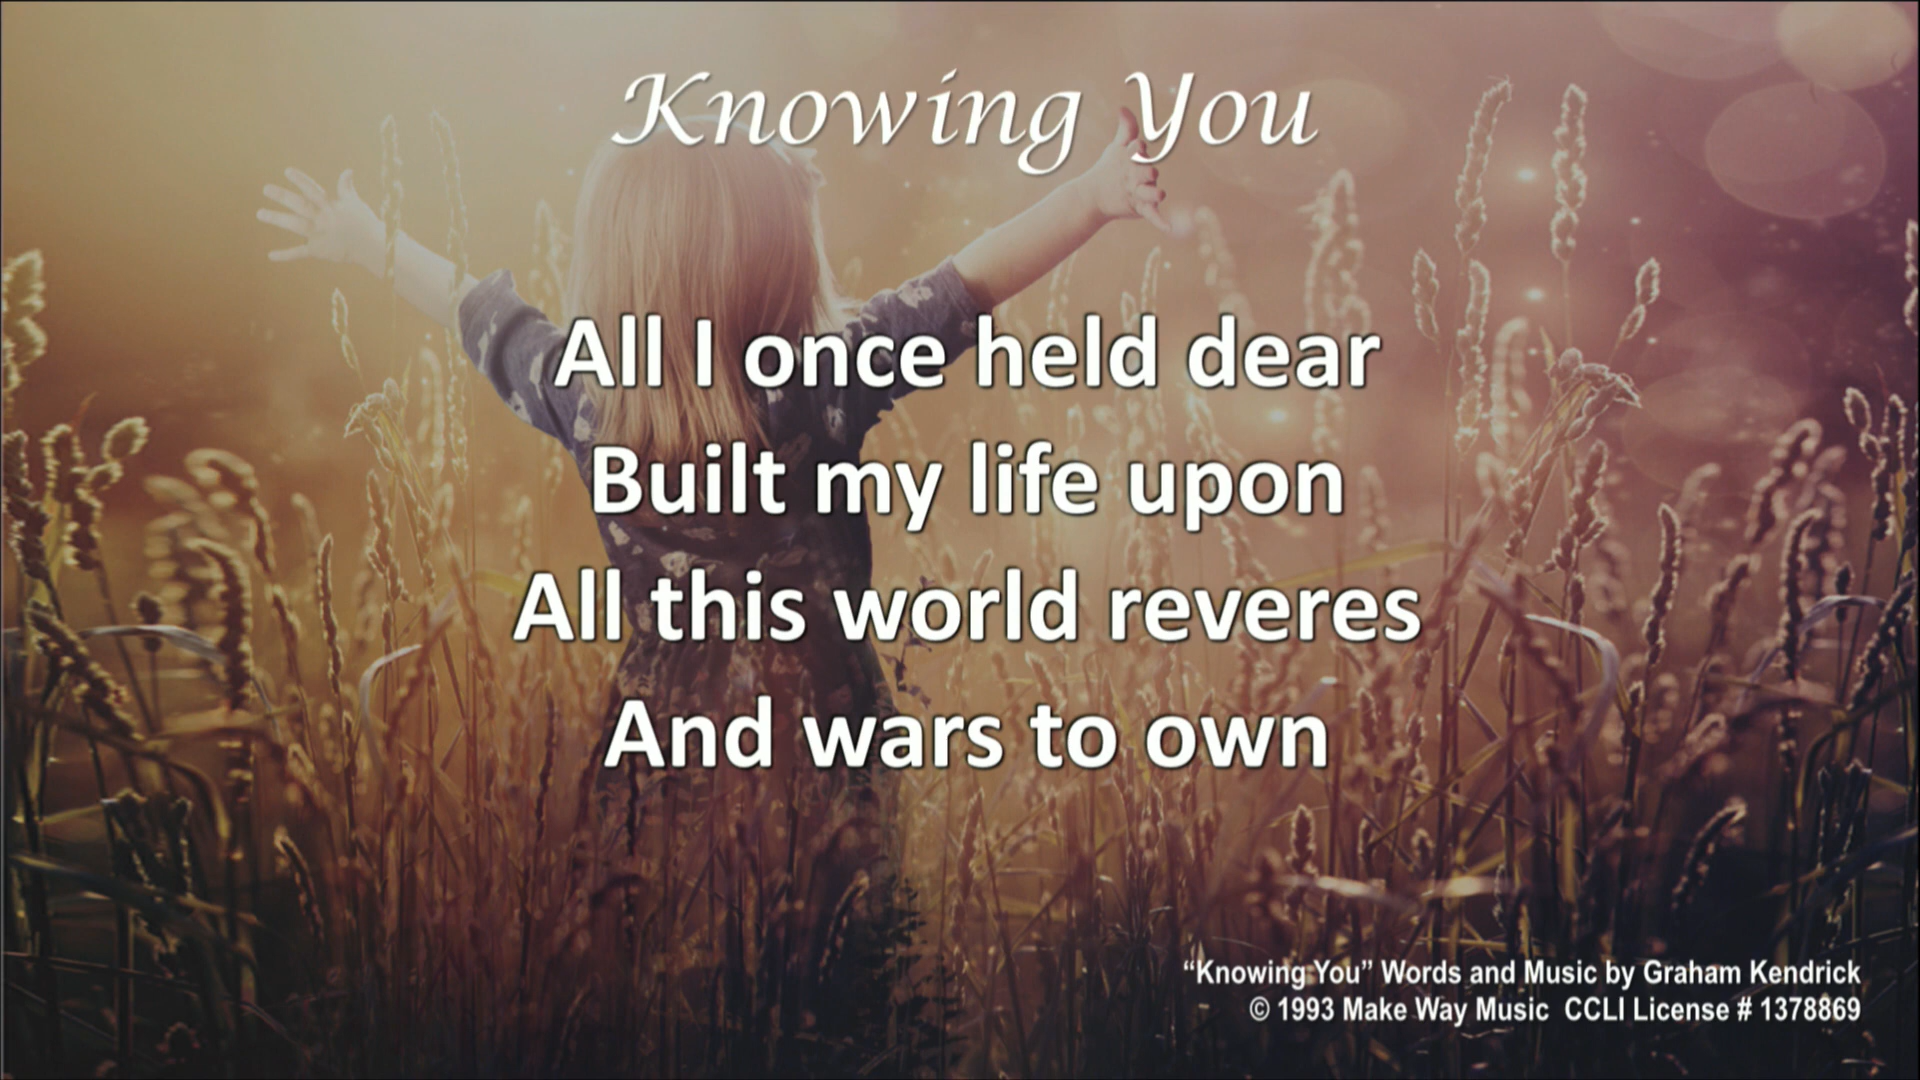 Knowing You
All I once held dear
Built my life upon
All this world reveres
And wars to own
“Knowing You” Words and Music by Graham Kendrick
© 1993 Make Way Music  CCLI License # 1378869